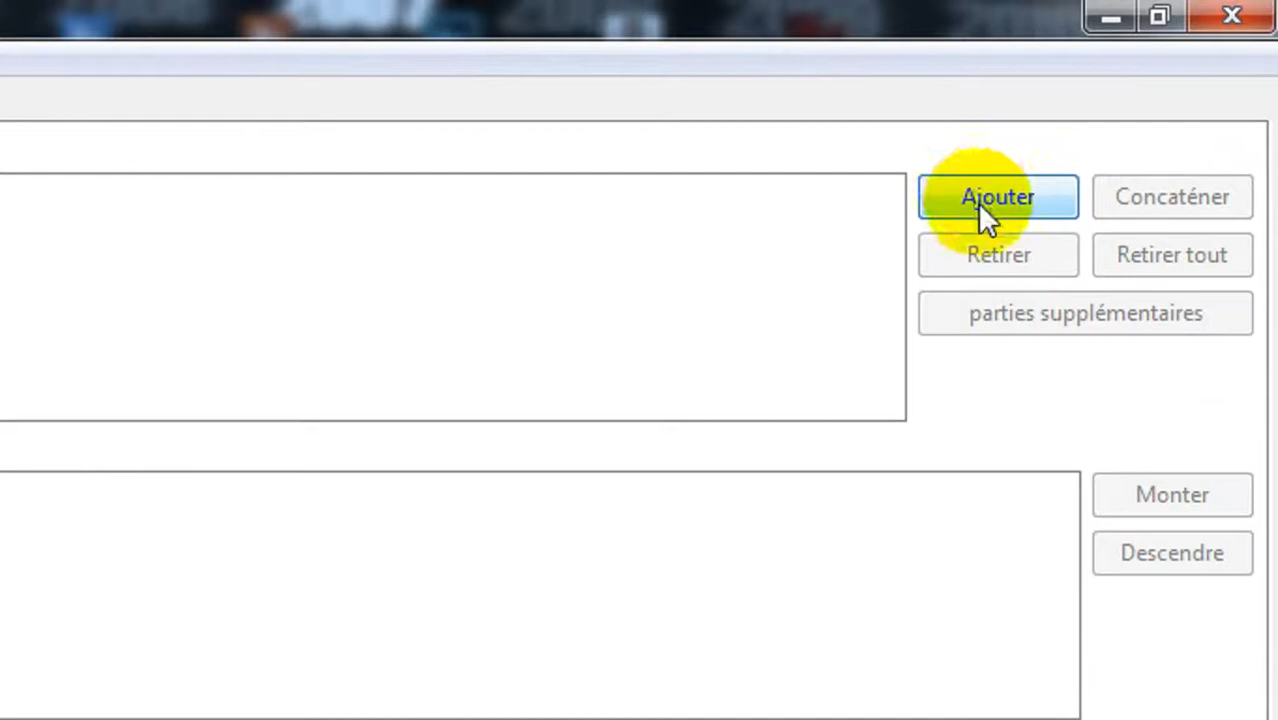 Ajouter
Concaténer
Retirer
Retirer tout
parties supplémentaires
Monter
Descendre